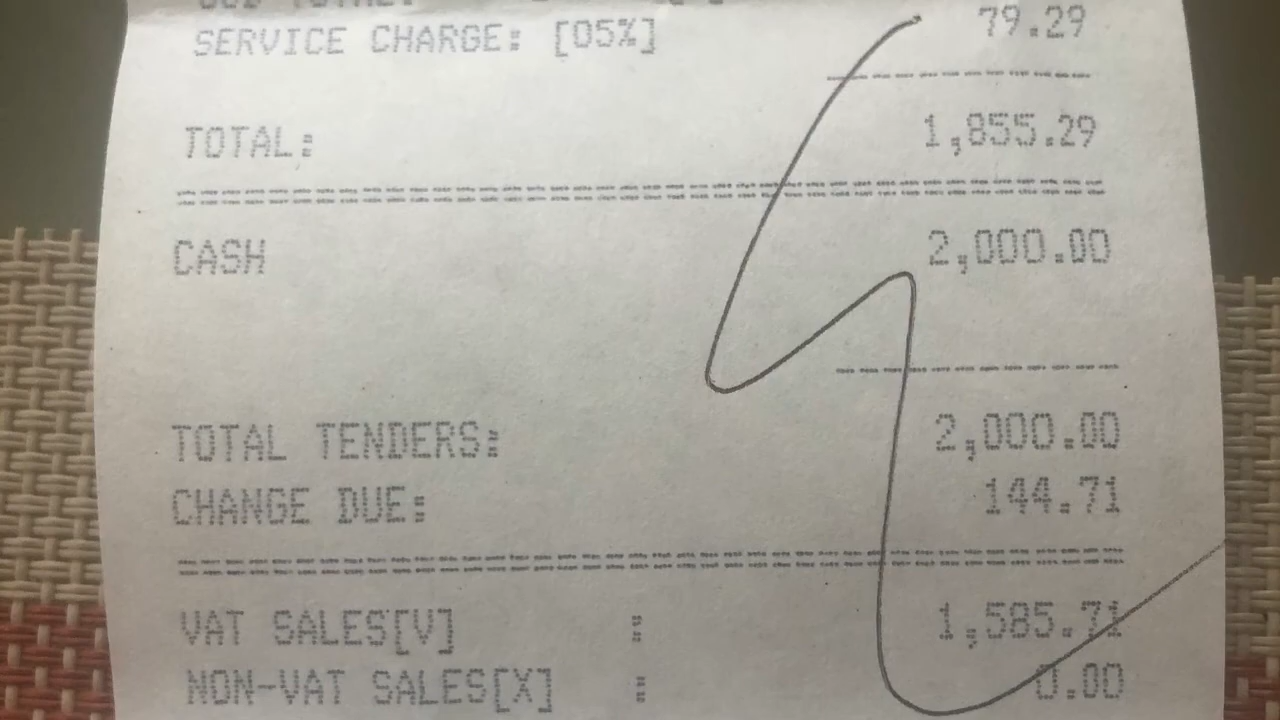 SERVICE CHARGE: [05%] 79.29
TOTAL: 1,855.29
CASH 2,000.00
TOTAL TENDERS: 2,000.00
CHANGE DUE: 144.71
VAT SALES[V] : 1,585.71
NON-VAT SALES[X] : 0.00